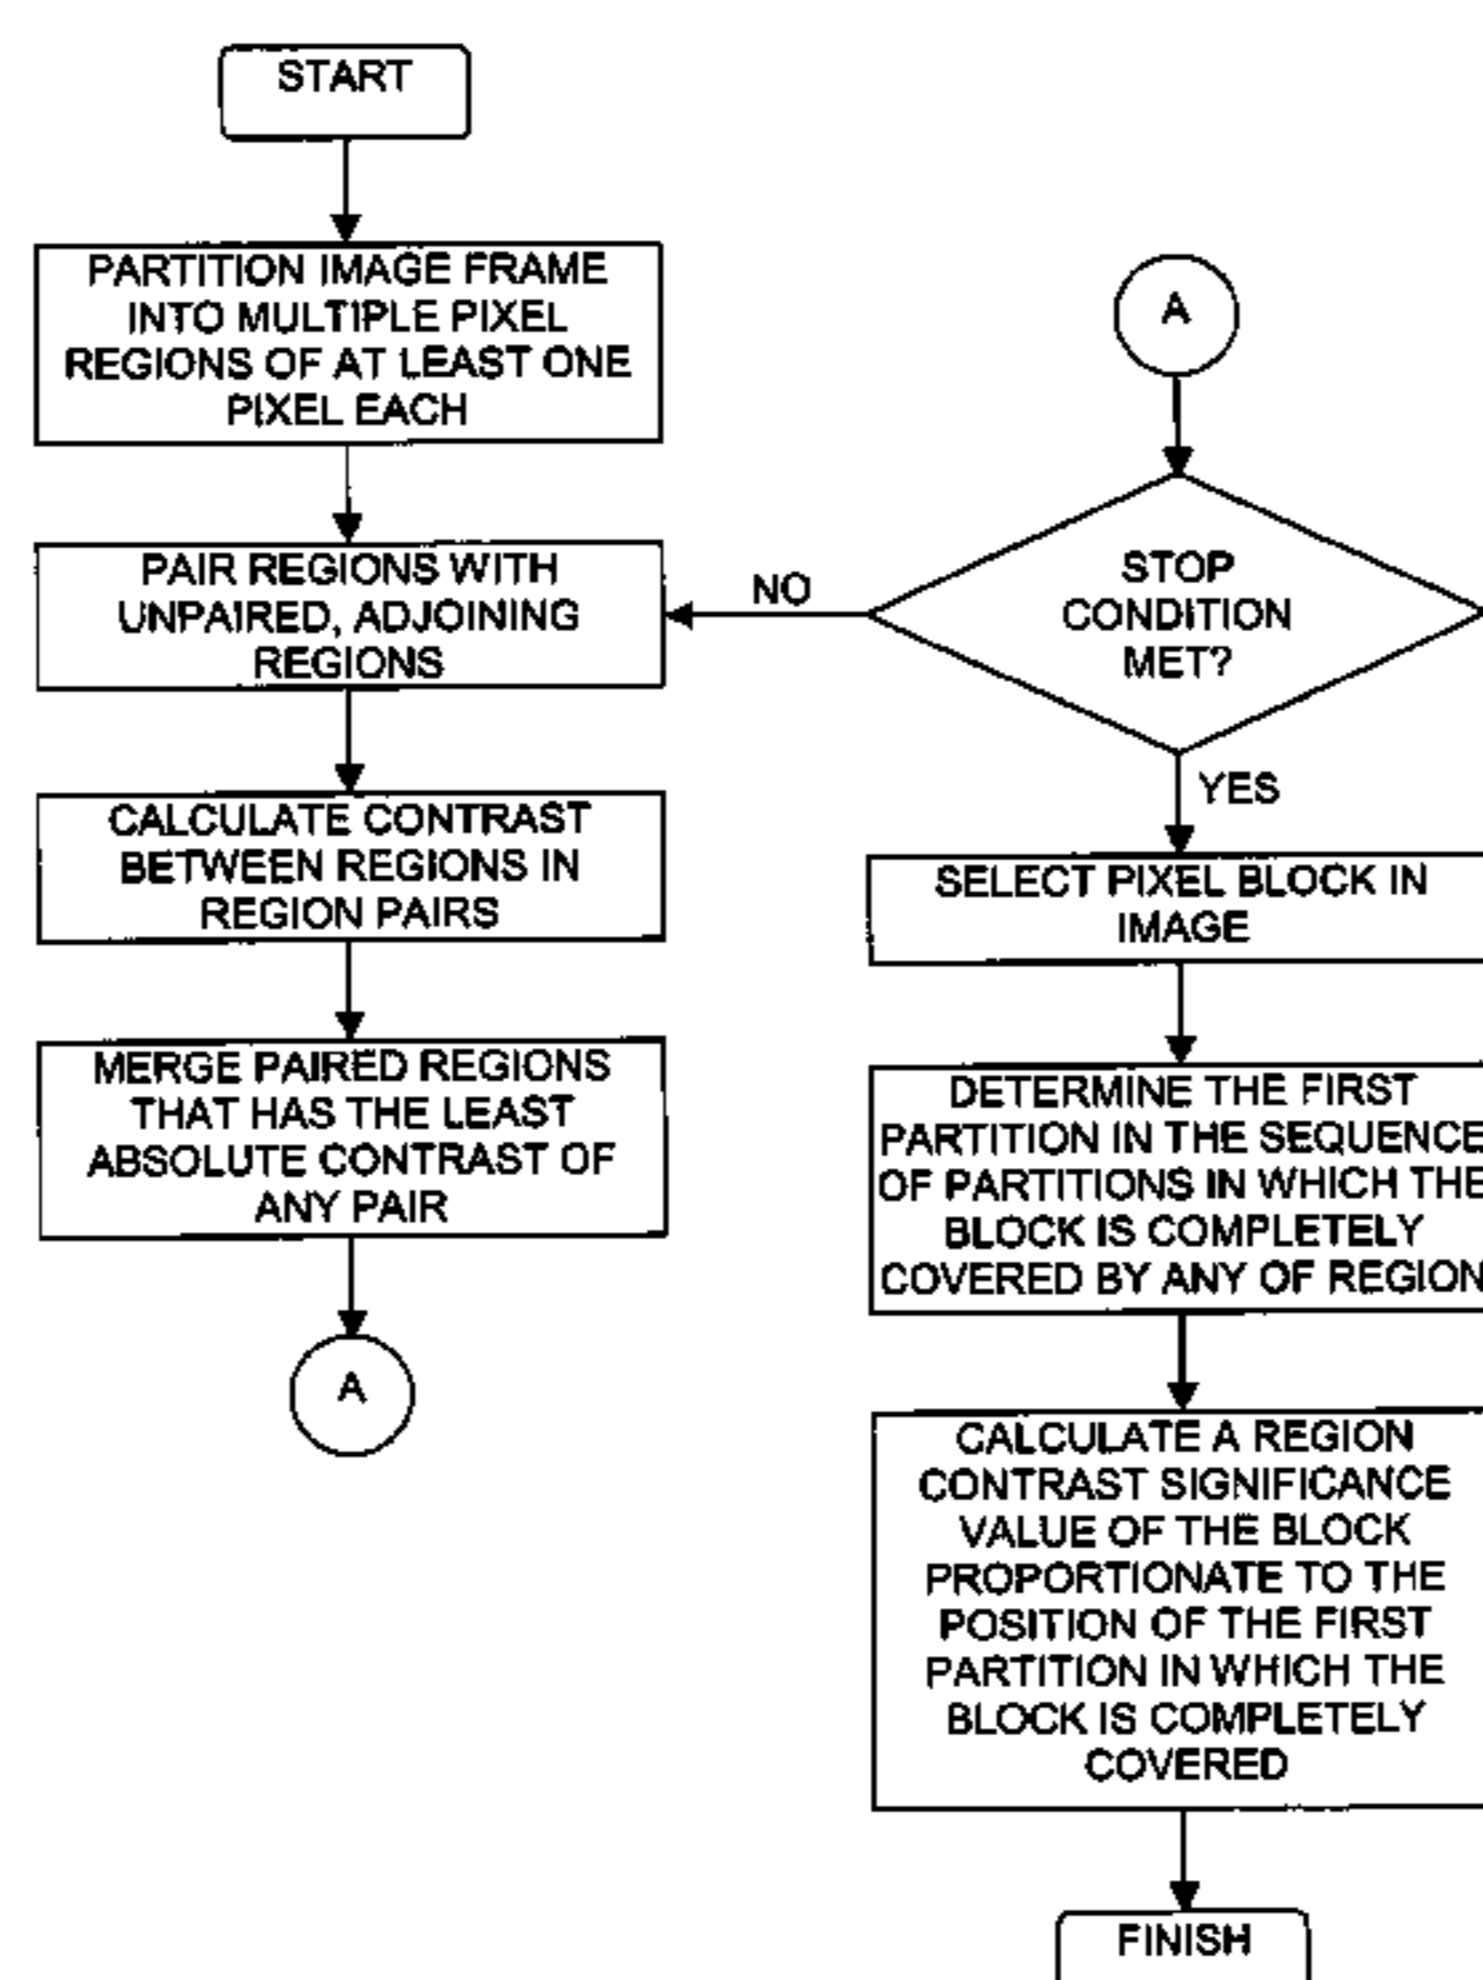 START
PARTITION IMAGE FRAME
INTO MULTIPLE PIXEL
REGIONS OF AT LEAST ONE
PIXEL EACH
PAIR REGIONS WITH
UNPAIRED, ADJOINING
REGIONS
CALCULATE CONTRAST
BETWEEN REGIONS IN
REGION PAIRS
MERGE PAIRED REGIONS
THAT HAS THE LEAST
ABSOLUTE CONTRAST OF
ANY PAIR
A
A
STOP
CONDITION
MET?
NO
YES
SELECT PIXEL BLOCK IN
IMAGE
DETERMINE THE FIRST
PARTITION IN THE SEQUENCE
OF PARTITIONS IN WHICH THE
BLOCK IS COMPLETELY
COVERED BY ANY OF REGION
CALCULATE A REGION
CONTRAST SIGNIFICANCE
VALUE OF THE BLOCK
PROPORTIONATE TO THE
POSITION OF THE FIRST
PARTITION IN WHICH THE
BLOCK IS COMPLETELY
COVERED
FINISH